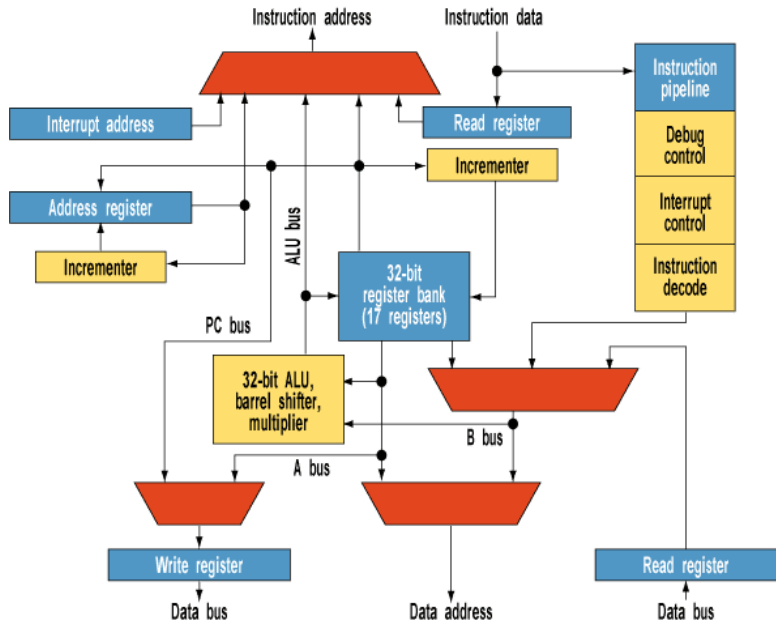 Instruction address
Instruction data
Instruction
pipeline
Interrupt address
Read register
Debug
control
Incrementer
Address register
Interrupt
control
ALU bus
Incrementer
32-bit
register bank
(17 registers)
Instruction
decode
PC bus
32-bit ALU,
barrel shifter,
multiplier
B bus
A bus
Write register
Read register
Data bus
Data address
Data bus